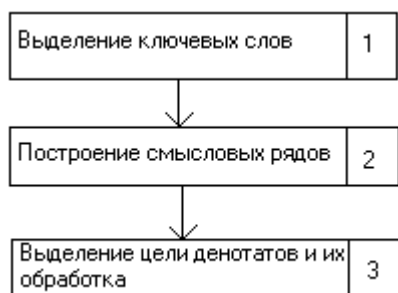 Выделение ключевых слов 1
Построение смысловых рядов 2
Выделение цели денотатов и их
обработка 3